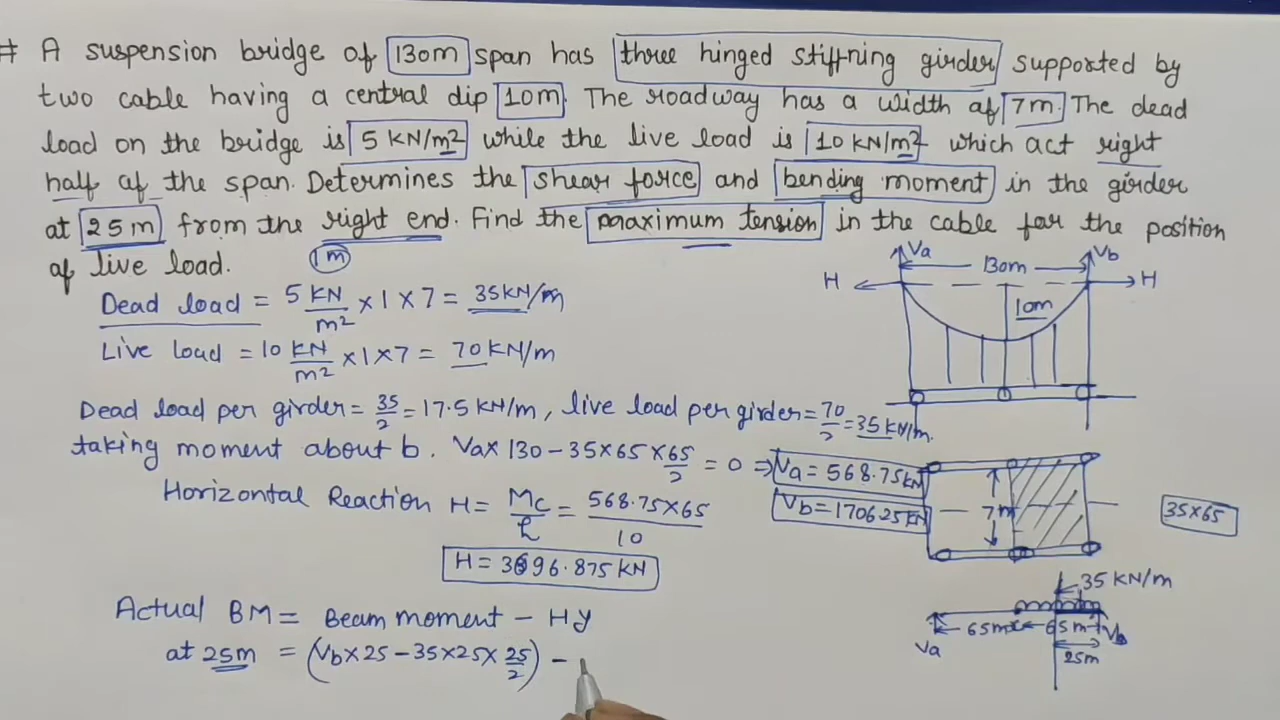 # A suspension bridge of 130m span has three hinged stiffning girder supported by
two cable having a central dip 10m. The roadway has a width of 7m. The dead
load on the bridge is 5 KN/m2 while the live load is 10 KN/m2 which act right
half of the span. Determines the shear force and bending moment in the girder
at 25m from the right end. Find the maximum tension in the cable for the position
of live load.
1m
Dead load = 5 KN/m2 × 1 × 7 = 35KN/m
Live load = 10 KN/m2 × 1 × 7 = 70KN/m
Dead load per girder = 35/2 = 17.5 KN/m, live load per girder = 70/2 = 35 KN/m.
taking moment about b. Va × 130 - 35 × 65 × 65/2 = 0 ⇒ Va = 568.75KN
Vb = 1706.25 KN
Horizontal Reaction H = Mc/h = 568.75×65/10
H = 3696.875 KN
Actual BM = Beam moment - Hy
at 25m = (Vb × 25 - 35 × 25 × 25/2) -
Va
Vb
H
130m
H
10m
7m
35×65
35 KN/m
65m
65m
Va
Vb
25m